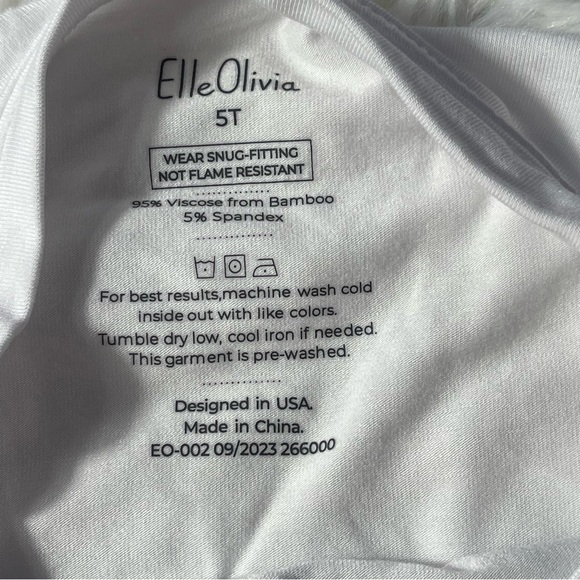 ElleOlivia
5T
WEAR SNUG-FITTING
NOT FLAME RESISTANT
95% Viscose from Bamboo
5% Spandex
For best results,machine wash cold
inside out with like colors.
Tumble dry low, cool iron if needed.
This garment is pre-washed.
Designed in USA.
Made in China.
EO-002 09/2023 266000